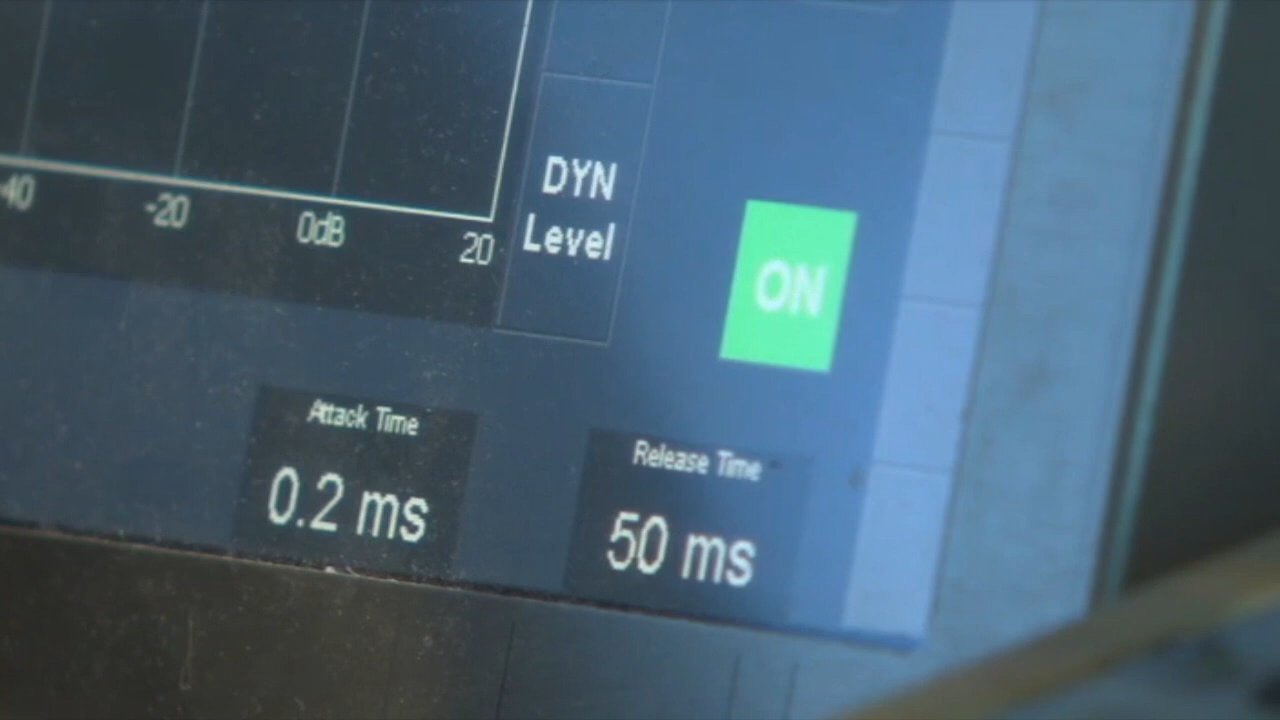 -40 -20 0dB 20
DYN
Level
ON
Attack Time
0.2 ms
Release Time
50 ms